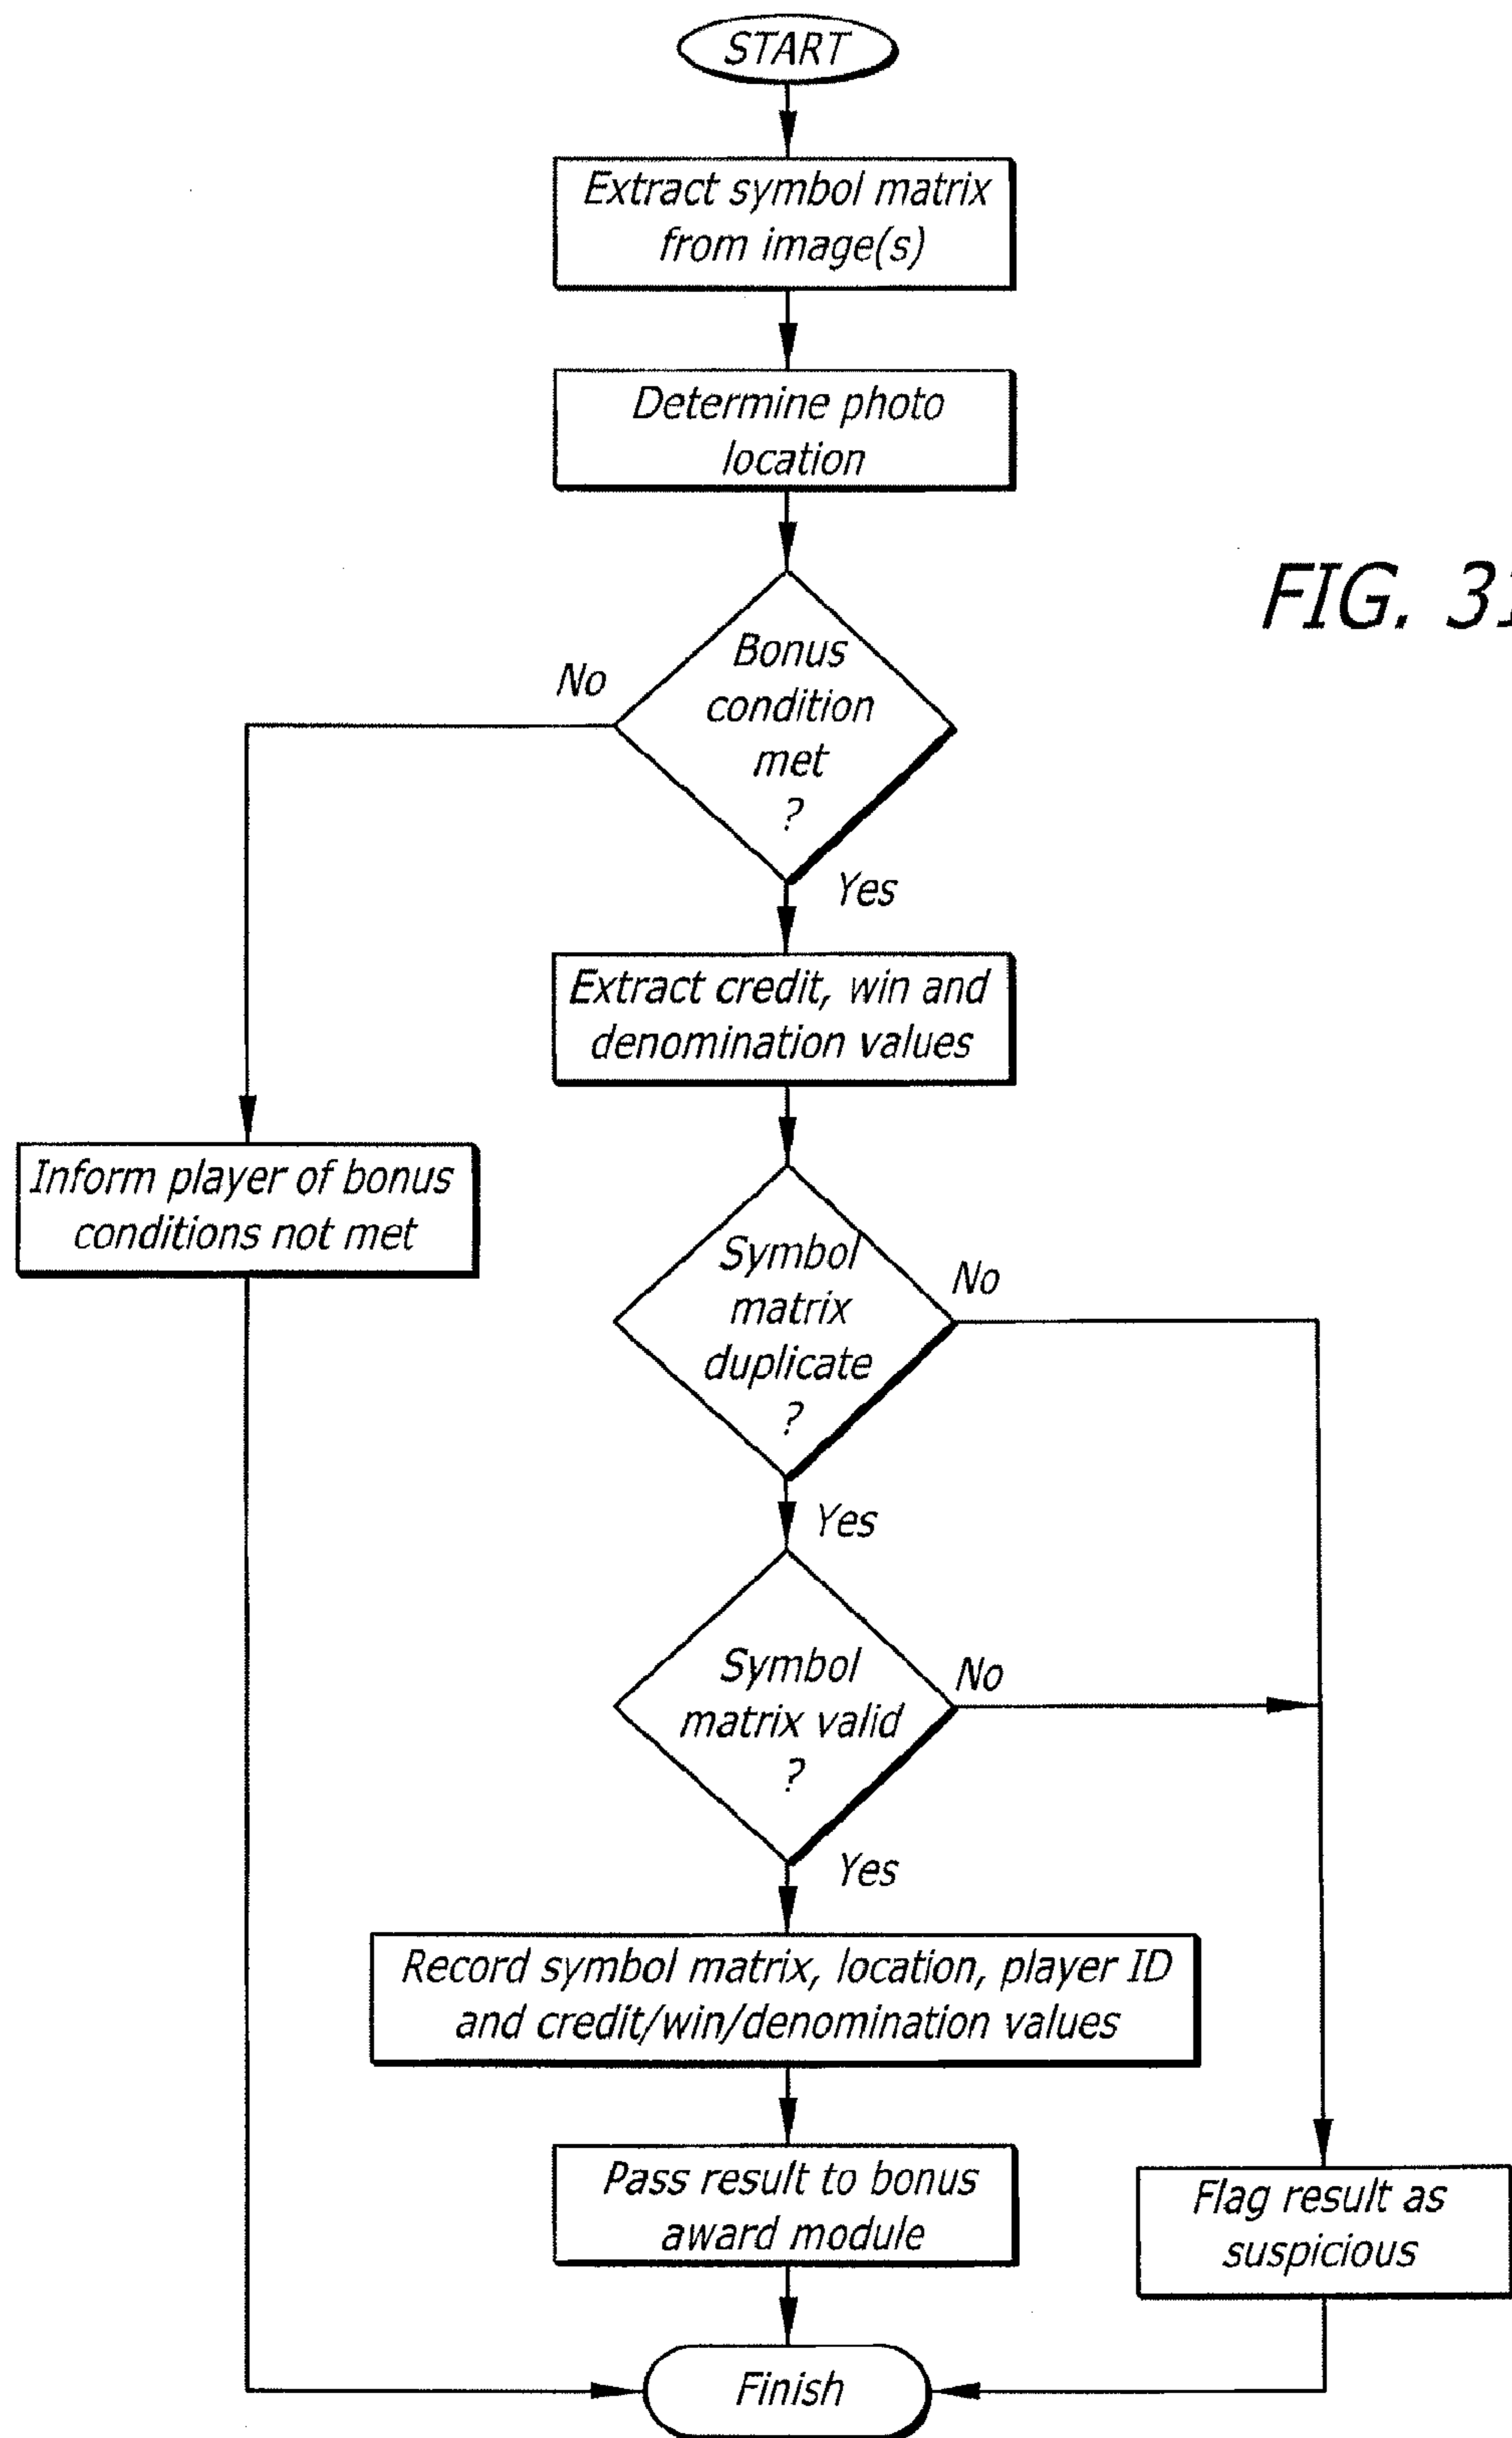 START
Extract symbol matrix
from image(s)
Determine photo
location
FIG. 31
Bonus
condition
met
?
No
Yes
Extract credit, win and
denomination values
Inform player of bonus
conditions not met
Symbol
matrix
duplicate
?
No
Yes
Symbol
matrix valid
?
No
Yes
Record symbol matrix, location, player ID
and credit/win/denomination values
Pass result to bonus
award module
Flag result as
suspicious
Finish